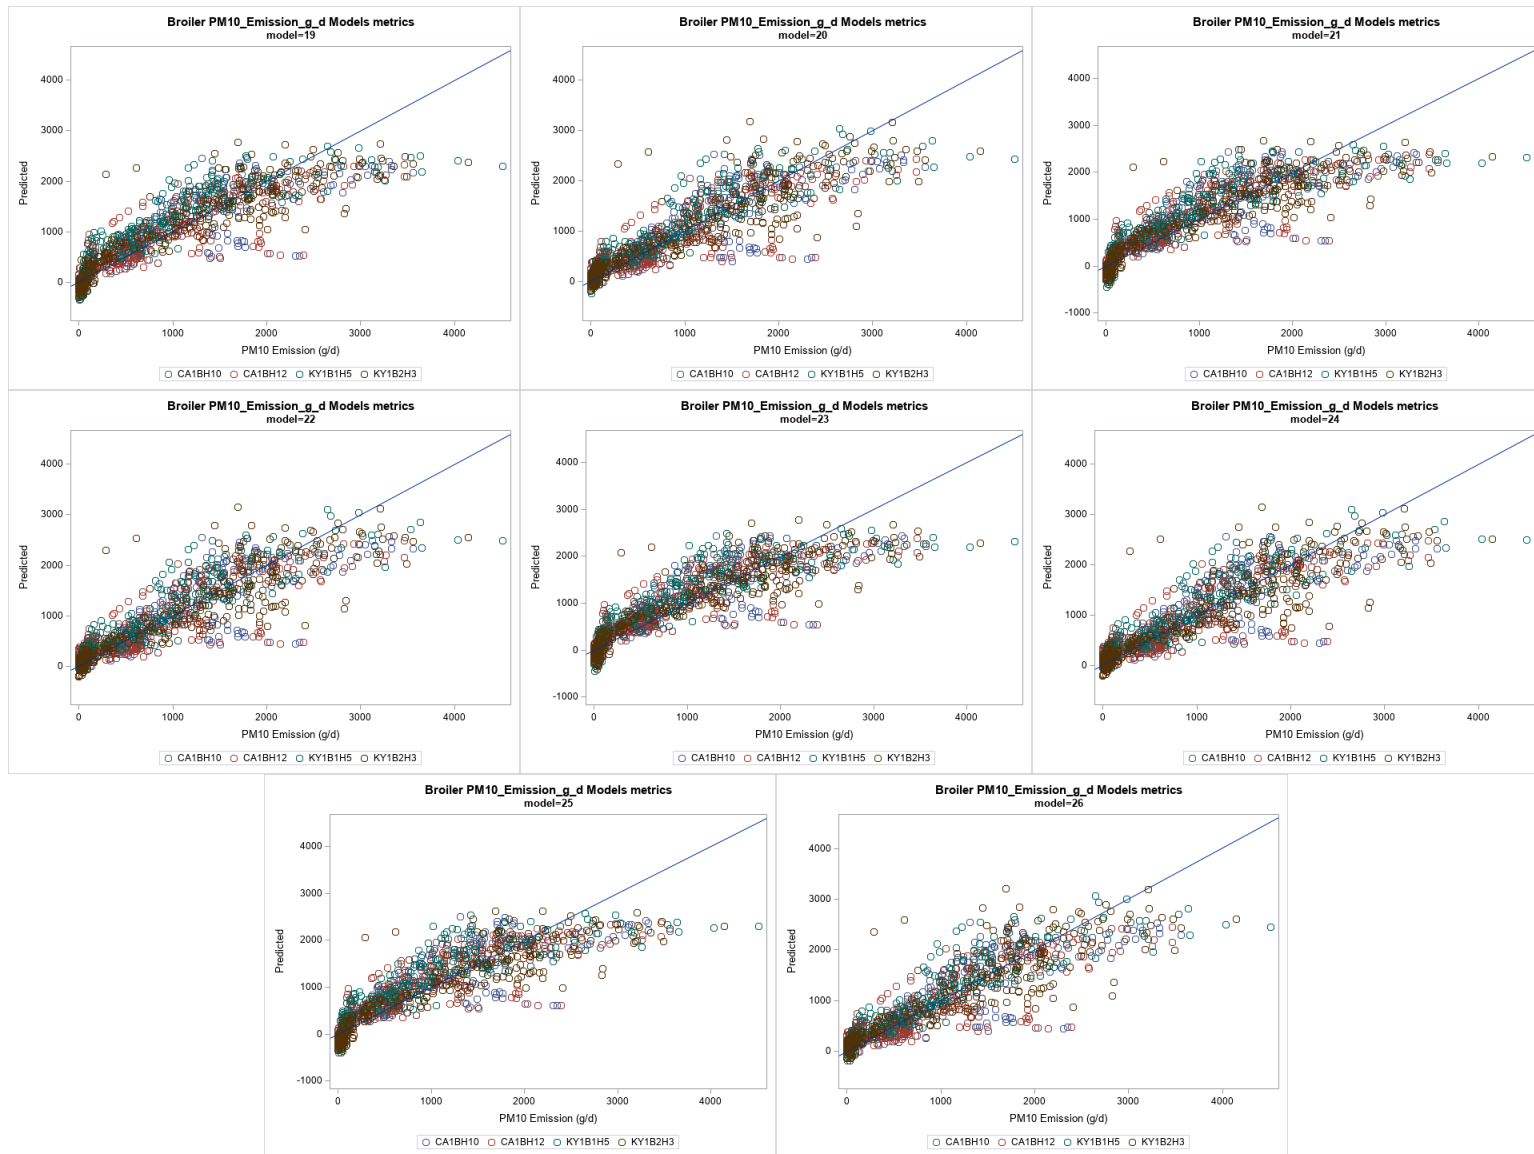 Broiler PM10_Emission_g_d Models metrics
model=19
4000
3000
2000
1000
0
Predicted
0 1000 2000 3000 4000
PM10 Emission (g/d)
CA1BH10 CA1BH12 KY1B1H5 KY1B2H3
Broiler PM10_Emission_g_d Models metrics
model=20
4000
3000
2000
1000
0
Predicted
0 1000 2000 3000 4000
PM10 Emission (g/d)
CA1BH10 CA1BH12 KY1B1H5 KY1B2H3
Broiler PM10_Emission_g_d Models metrics
model=21
4000
3000
2000
1000
0
-1000
Predicted
0 1000 2000 3000 4000
PM10 Emission (g/d)
CA1BH10 CA1BH12 KY1B1H5 KY1B2H3
Broiler PM10_Emission_g_d Models metrics
model=22
4000
3000
2000
1000
0
Predicted
0 1000 2000 3000 4000
PM10 Emission (g/d)
CA1BH10 CA1BH12 KY1B1H5 KY1B2H3
Broiler PM10_Emission_g_d Models metrics
model=23
4000
3000
2000
1000
0
-1000
Predicted
0 1000 2000 3000 4000
PM10 Emission (g/d)
CA1BH10 CA1BH12 KY1B1H5 KY1B2H3
Broiler PM10_Emission_g_d Models metrics
model=24
4000
3000
2000
1000
0
Predicted
0 1000 2000 3000 4000
PM10 Emission (g/d)
CA1BH10 CA1BH12 KY1B1H5 KY1B2H3
Broiler PM10_Emission_g_d Models metrics
model=25
4000
3000
2000
1000
0
-1000
Predicted
0 1000 2000 3000 4000
PM10 Emission (g/d)
CA1BH10 CA1BH12 KY1B1H5 KY1B2H3
Broiler PM10_Emission_g_d Models metrics
model=26
4000
3000
2000
1000
0
Predicted
0 1000 2000 3000 4000
PM10 Emission (g/d)
CA1BH10 CA1BH12 KY1B1H5 KY1B2H3